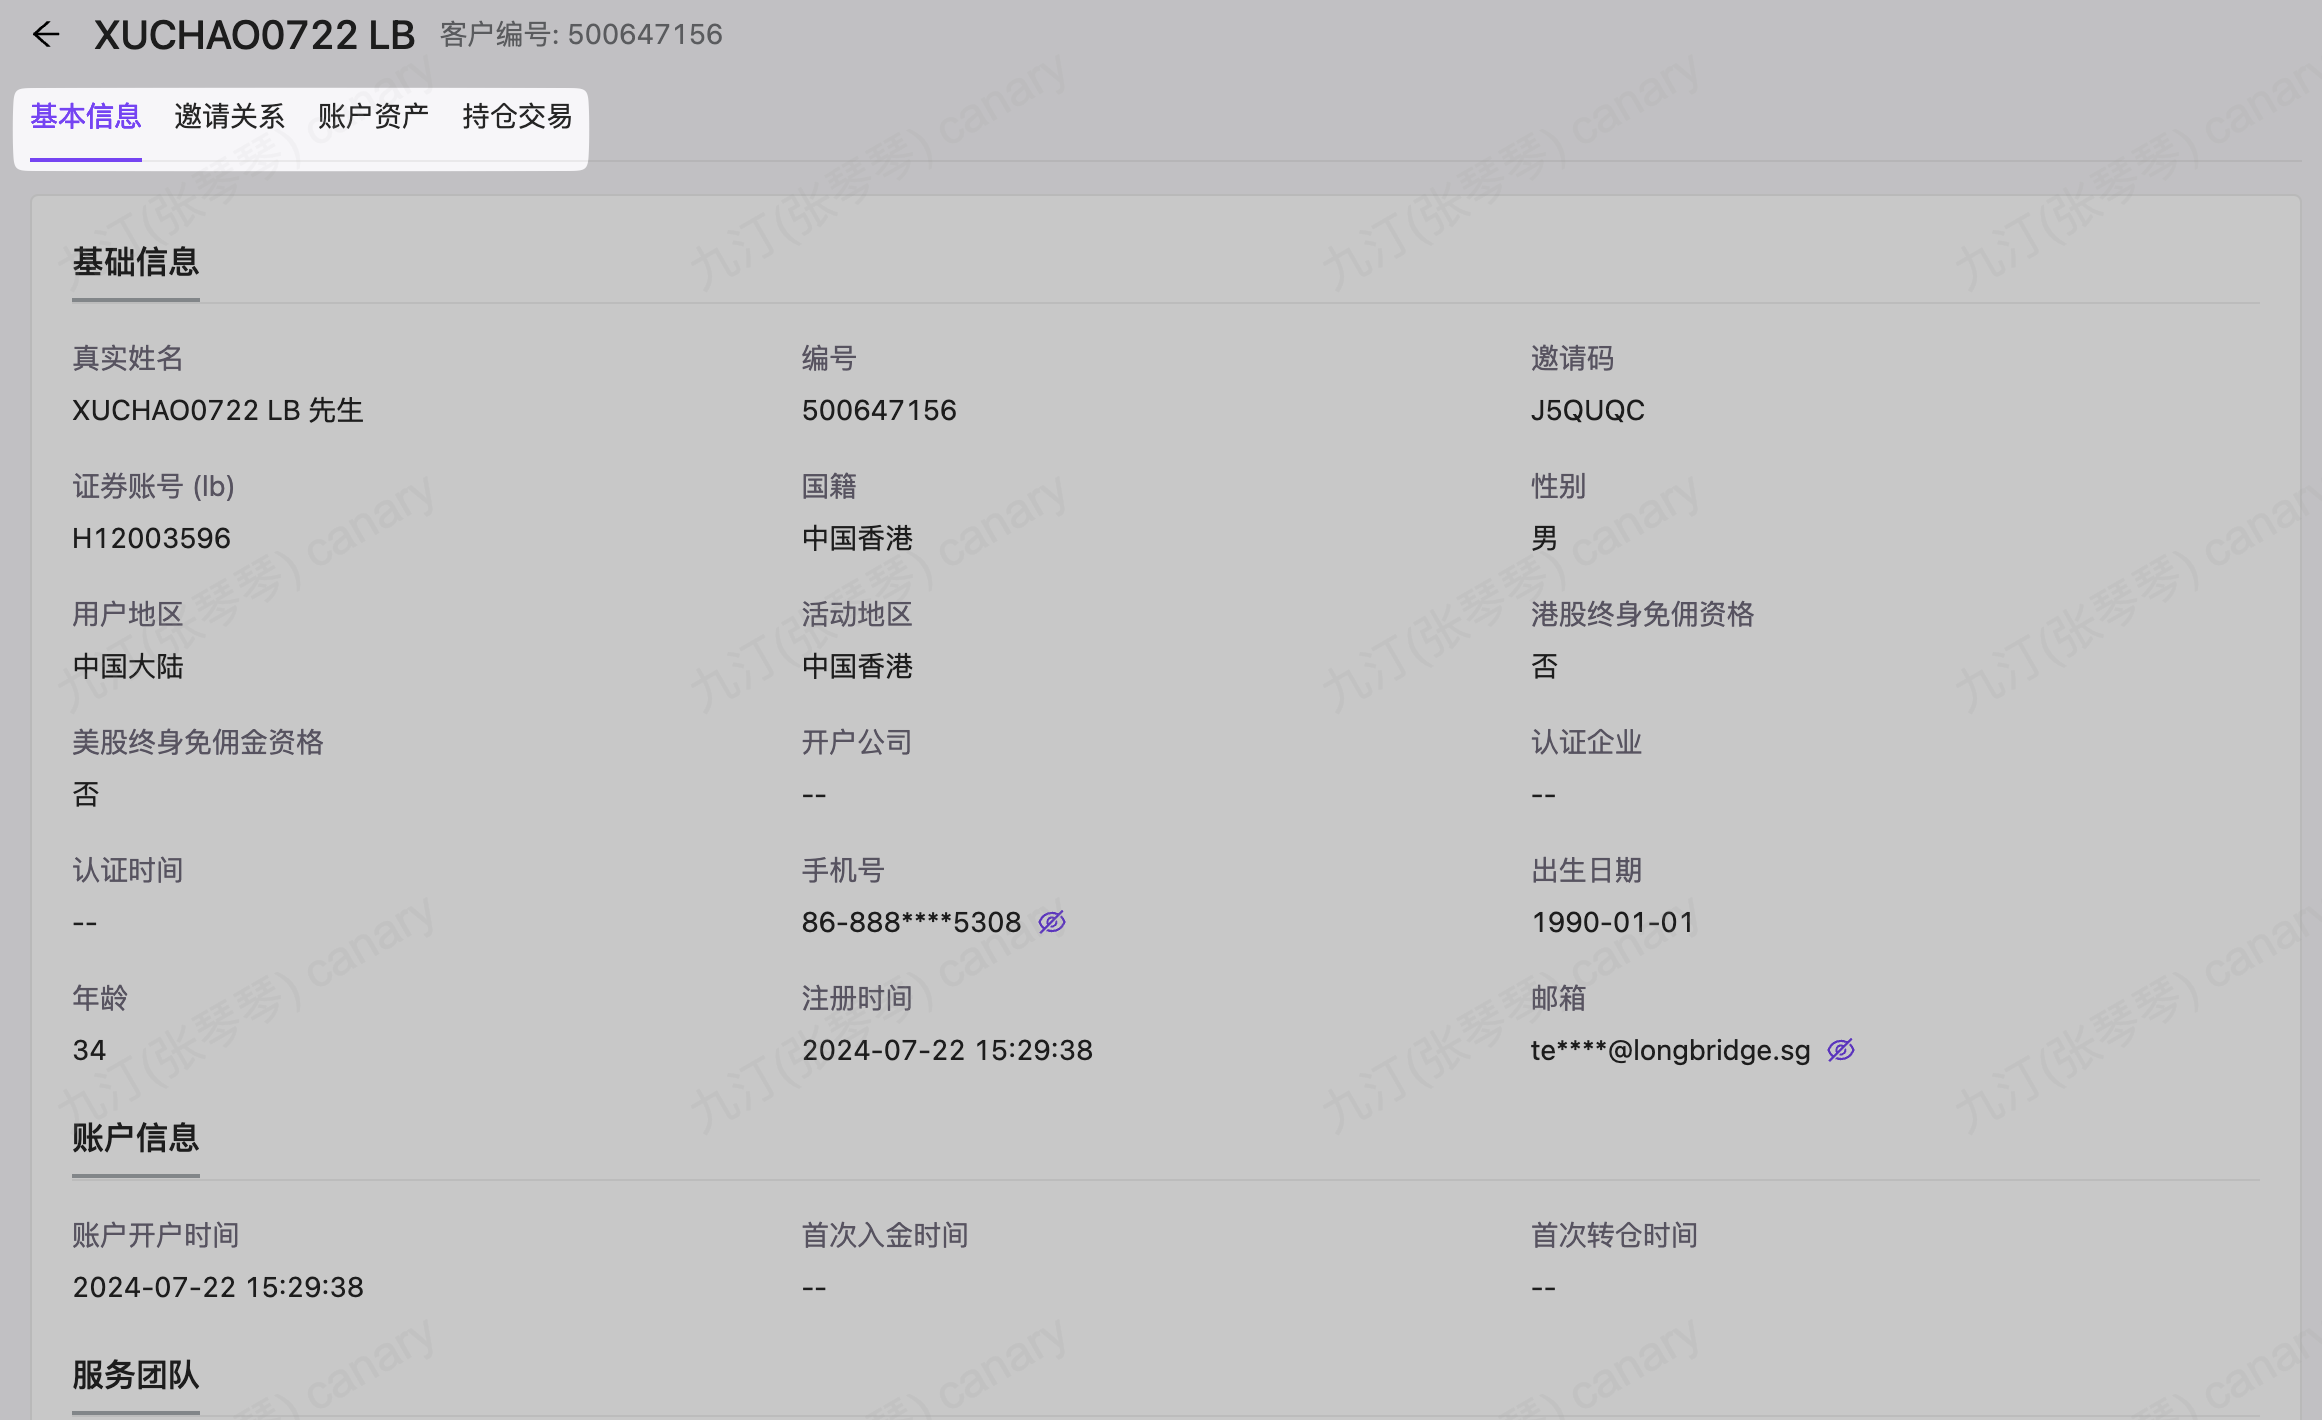 XUCHAO0722 LB 客户编号: 500647156
基本信息 邀请关系 账户资产 持仓交易
基础信息
真实姓名 编号 邀请码
XUCHAO0722 LB 先生 500647156 J5QUQC
证券账号 (lb) 国籍 性别
H12003596 中国香港 男
用户地区 活动地区 港股终身免佣资格
中国大陆 中国香港 否
美股终身免佣金资格 开户公司 认证企业
否 -- --
认证时间 手机号 出生日期
-- 86-888****5308 1990-01-01
年龄 注册时间 邮箱
34 2024-07-22 15:29:38 te****@longbridge.sg
账户信息
账户开户时间 首次入金时间 首次转仓时间
2024-07-22 15:29:38 -- --
服务团队
九汀(张琴琴) canary